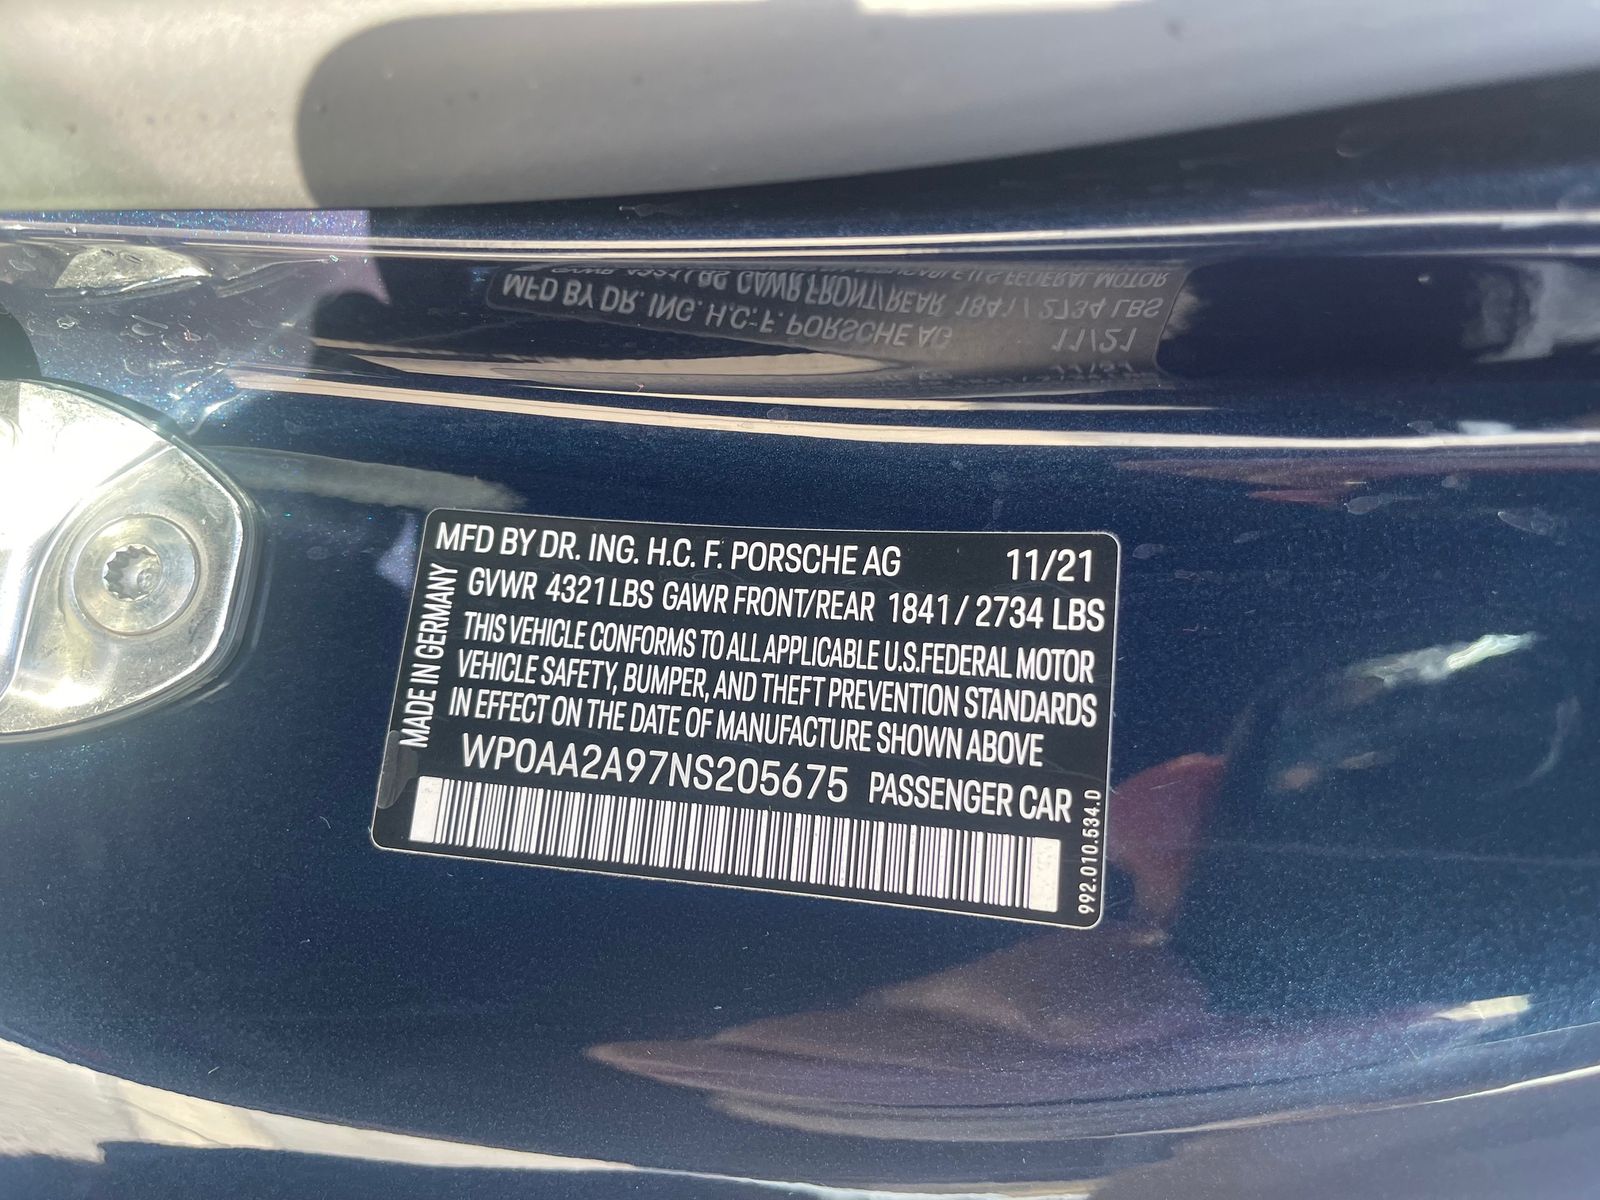 MFD BY DR. ING. H.C. F. PORSCHE AG 11/21
GVWR 4321 LBS GAWR FRONT/REAR 1841 / 2734 LBS
THIS VEHICLE CONFORMS TO ALL APPLICABLE U.S.FEDERAL MOTOR
VEHICLE SAFETY, BUMPER, AND THEFT PREVENTION STANDARDS
IN EFFECT ON THE DATE OF MANUFACTURE SHOWN ABOVE
WP0AA2A97NS205675 PASSENGER CAR
MADE IN GERMANY
992.010.534.0